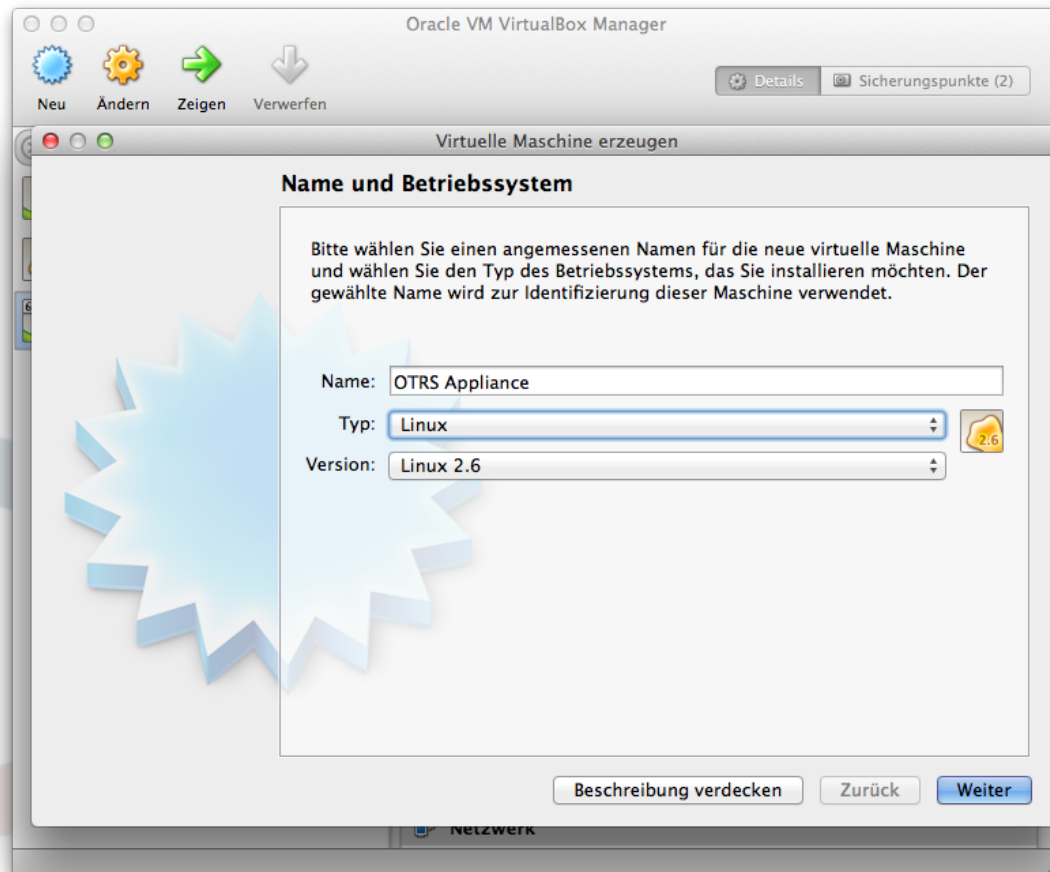 Oracle VM VirtualBox Manager
Neu Ändern Zeigen Verwerfen
Details Sicherungspunkte (2)
Virtuelle Maschine erzeugen
Name und Betriebssystem
Bitte wählen Sie einen angemessenen Namen für die neue virtuelle Maschine
und wählen Sie den Typ des Betriebssystems, das Sie installieren möchten. Der
gewählte Name wird zur Identifizierung dieser Maschine verwendet.
Name: OTRS Appliance
Typ: Linux
2.6
Version: Linux 2.6
Beschreibung verdecken Zurück Weiter
Netzwerk